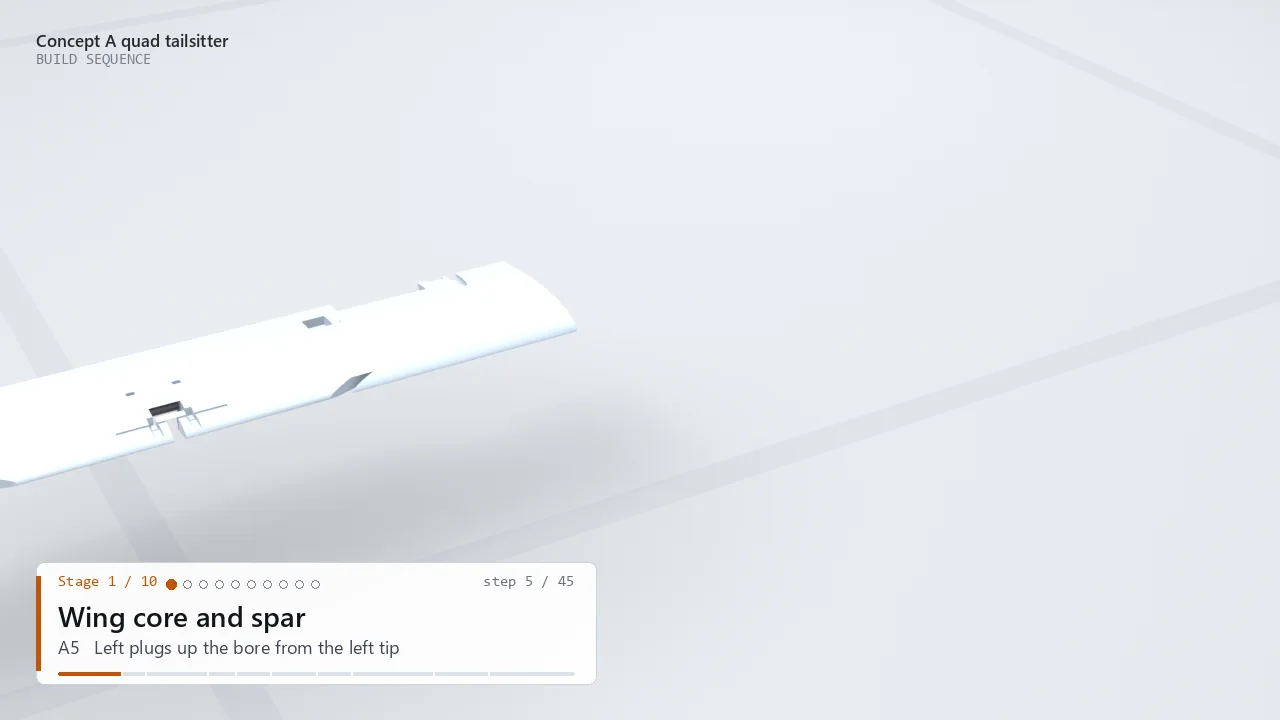 Concept A quad tailsitter
BUILD SEQUENCE
Stage 1 / 10
step 5 / 45
Wing core and spar
A5 Left plugs up the bore from the left tip